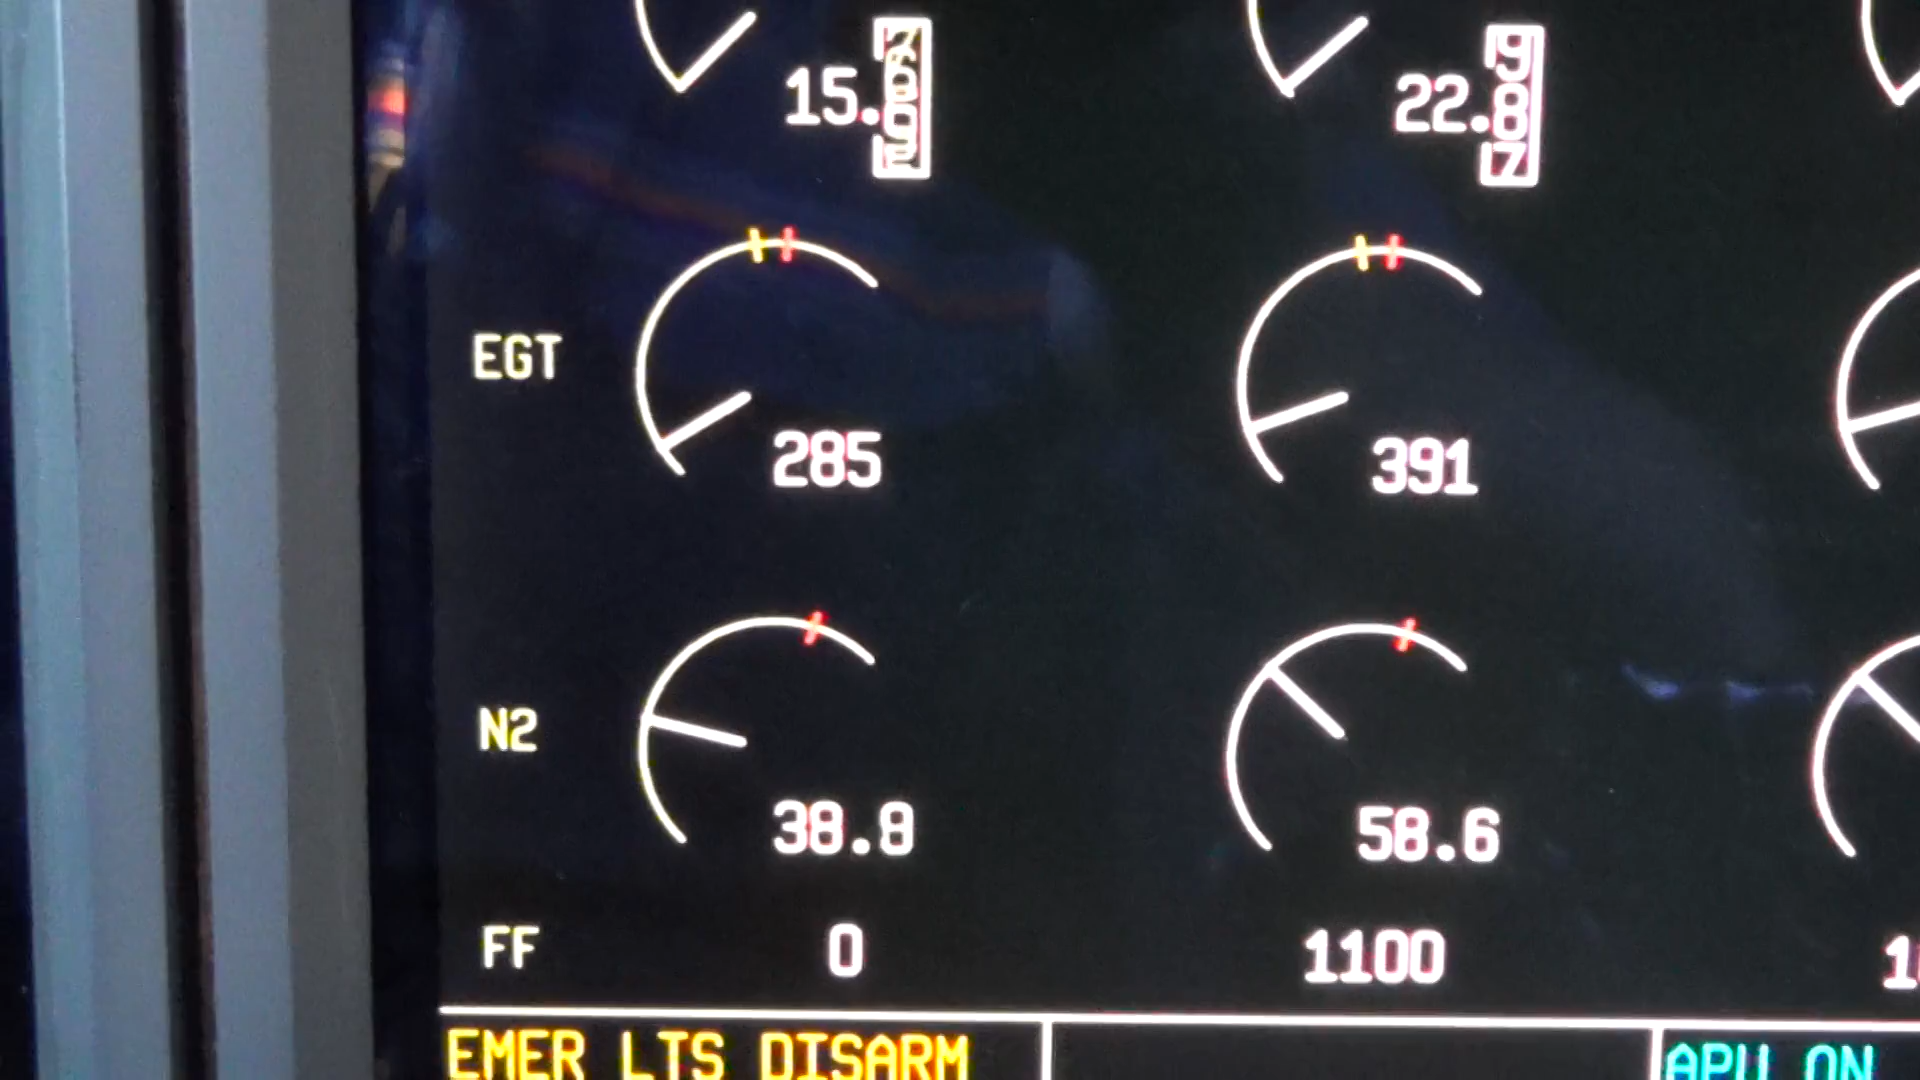 15. 22.8
EGT
285 391
N2
38.8 58.6
FF 0 1100
EMER LTS DISARM APU ON